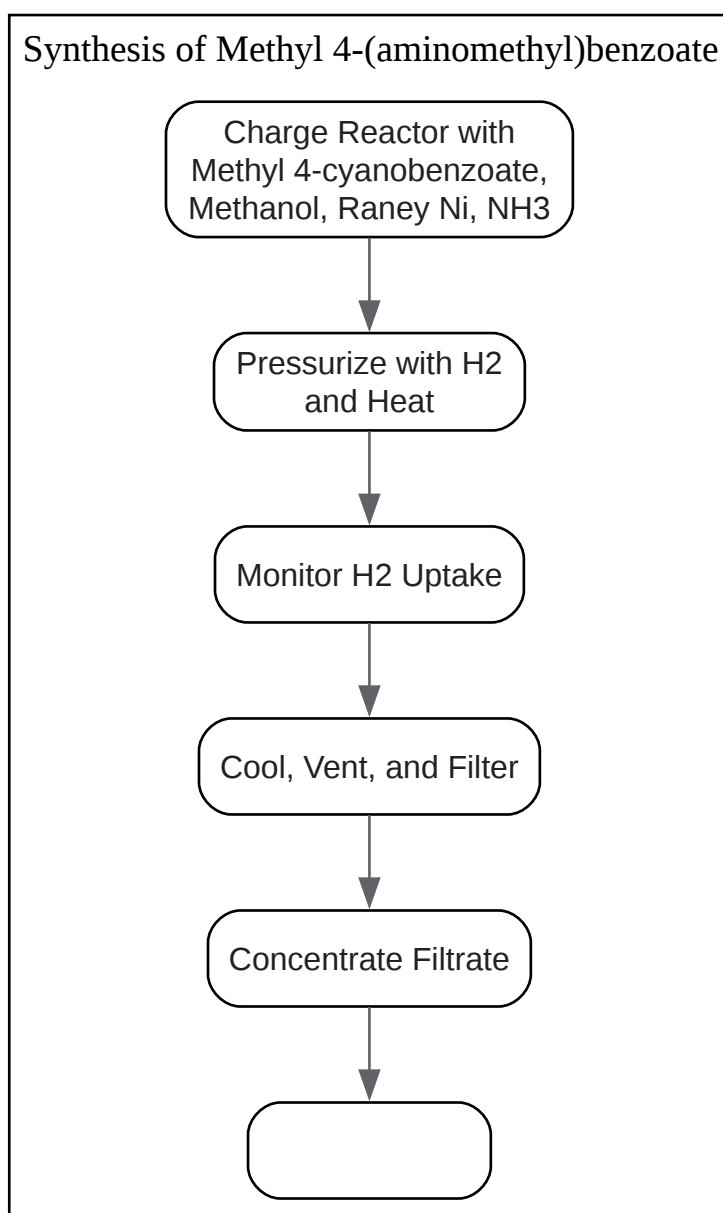 Synthesis of Methyl 4-(aminomethyl)benzoate
Charge Reactor with
Methyl 4-cyanobenzoate,
Methanol, Raney Ni, NH3
Pressurize with H2
and Heat
Monitor H2 Uptake
Cool, Vent, and Filter
Concentrate Filtrate